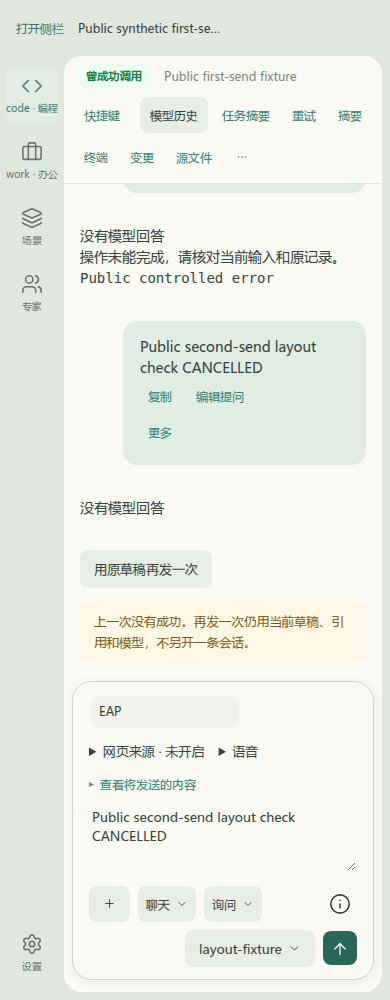 打开侧栏 Public synthetic first-se...
曾成功调用 Public first-send fixture
code · 编程
快捷键 模型历史 任务摘要 重试 摘要
work · 办公
终端 变更 源文件 ...
场景
专家
没有模型回答
操作未能完成，请核对当前输入和原记录。
Public controlled error
Public second-send layout
check CANCELLED
复制 编辑提问
更多
没有模型回答
用原草稿再发一次
上一次没有成功。再发一次仍用当前草稿、引
用和模型，不另开一条会话。
EAP
网页来源 · 未开启 语音
查看将发送的内容
Public second-send layout check
CANCELLED
+ 聊天 询问
layout-fixture
设置